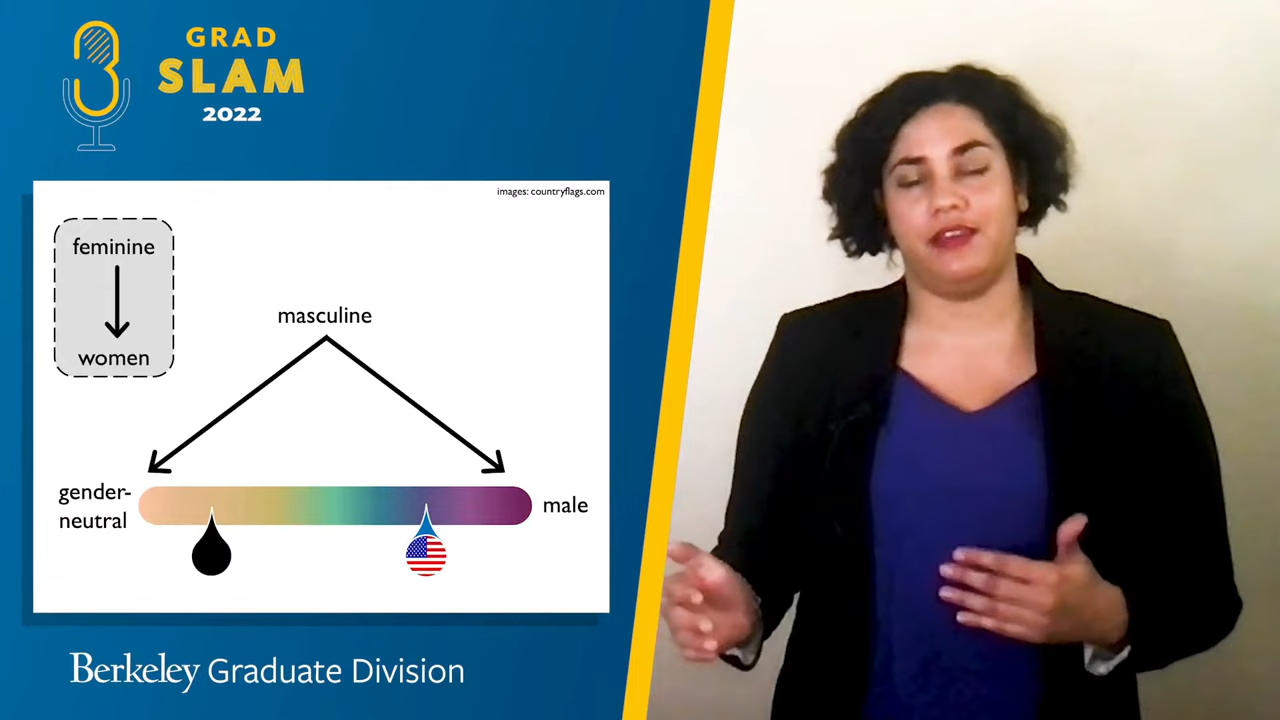 GRAD
SLAM
2022
images: countryflags.com
feminine
women
masculine
gender-
neutral
male
Berkeley Graduate Division